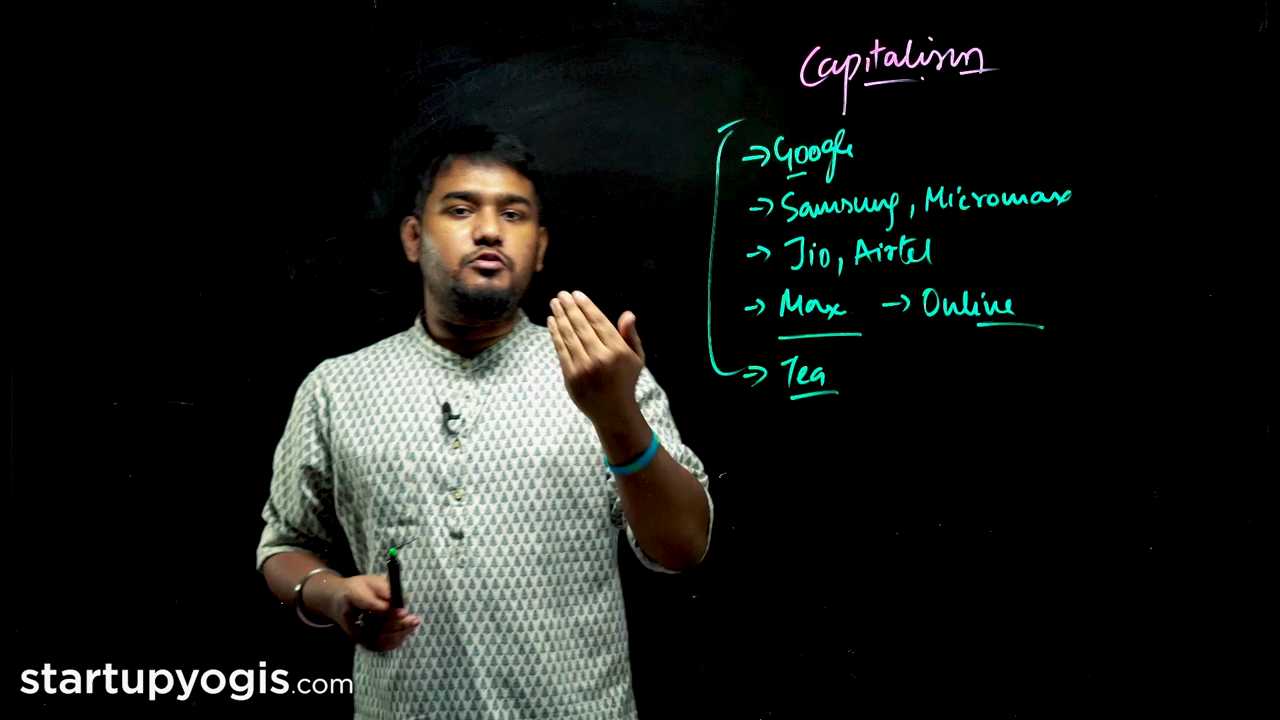 Capitalism
→ Google
→ Samsung, Micromax
→ Jio, Airtel
→ Max → Online
→ Tea
startupyogis.com